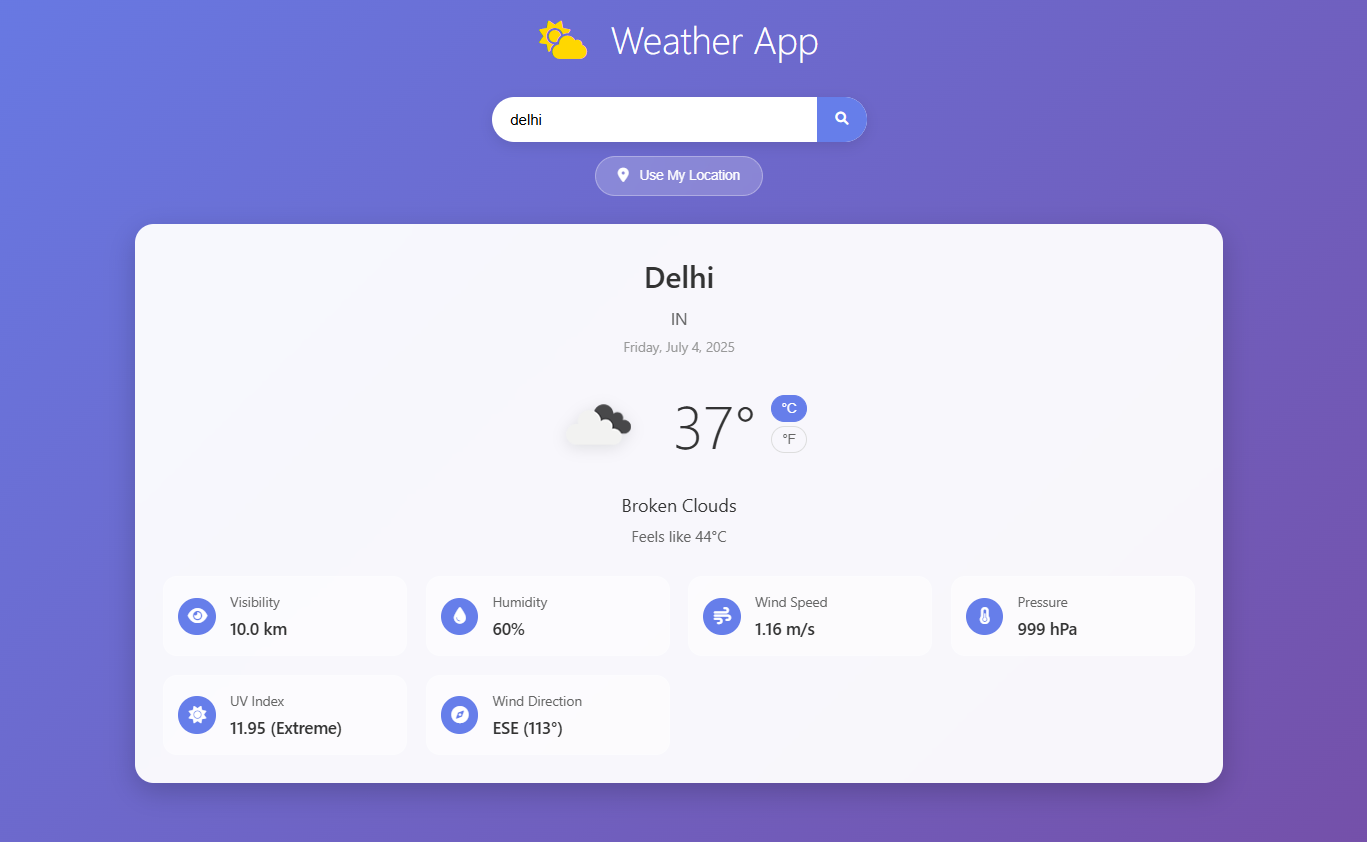 Weather App
delhi
Use My Location
Delhi
IN
Friday, July 4, 2025
37°
°C
°F
Broken Clouds
Feels like 44°C
Visibility
10.0 km
Humidity
60%
Wind Speed
1.16 m/s
Pressure
999 hPa
UV Index
11.95 (Extreme)
Wind Direction
ESE (113°)